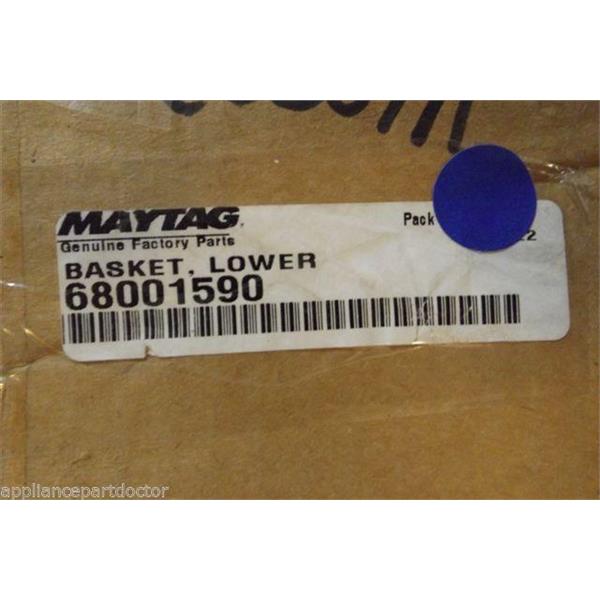 MAYTAG
Genuine Factory Parts
Pack
BASKET, LOWER
68001590
appliancepartdoctor